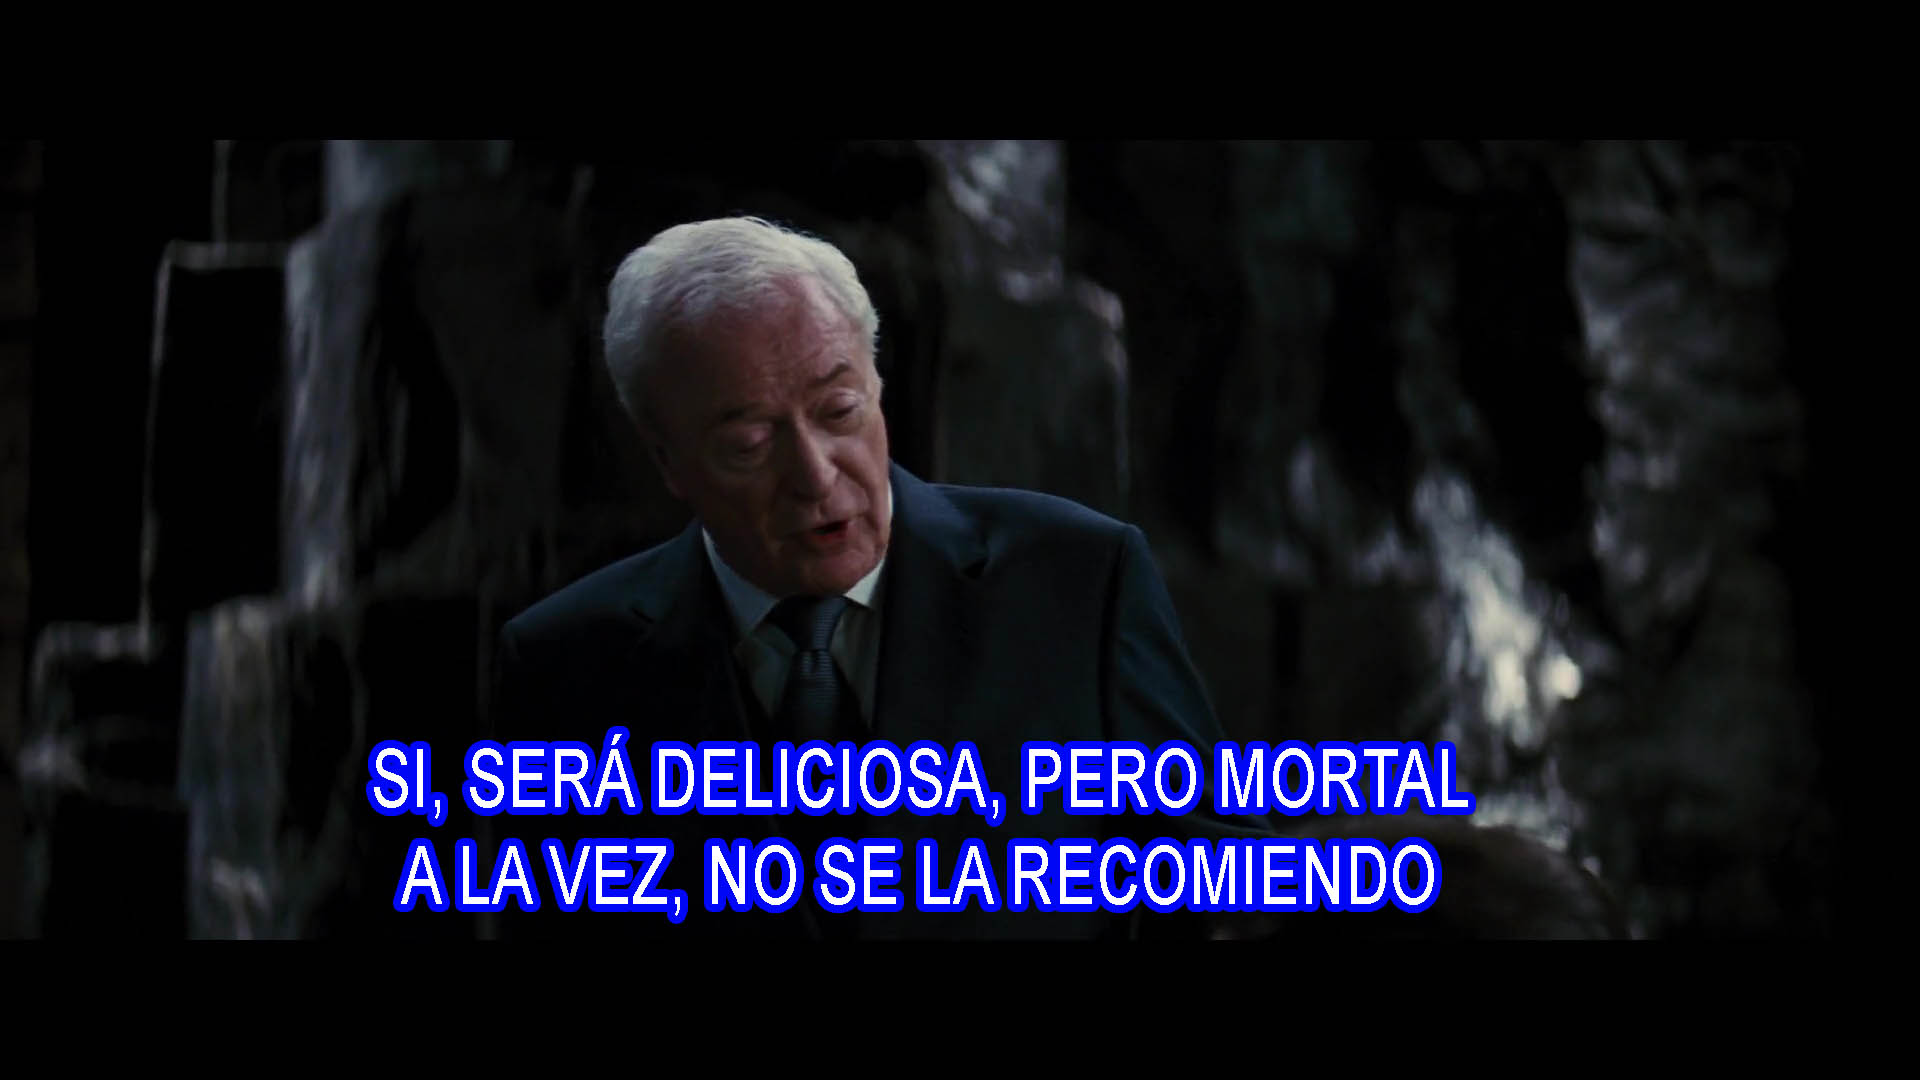 SI, SERÁ DELICIOSA, PERO MORTAL
A LA VEZ, NO SE LA RECOMIENDO